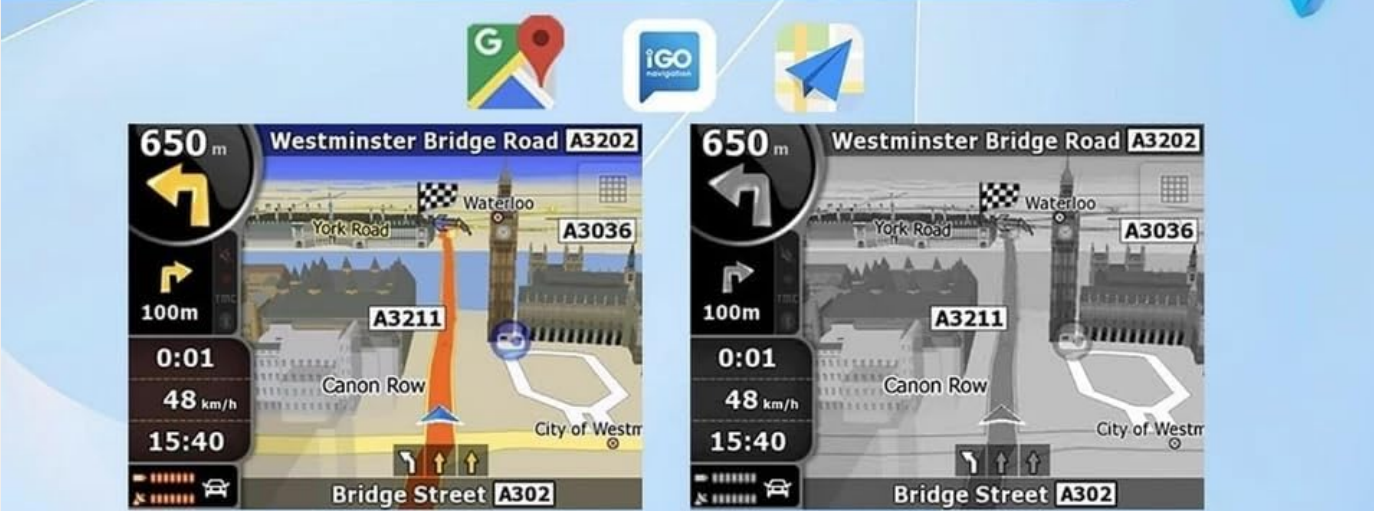 G
iGO
navigation
650 m
Westminster Bridge Road A3202
Waterloo
York Road
A3036
100m
TMC
A3211
0:01
Canon Row
48 km/h
15:40
City of Westm
Bridge Street A302
650 m
Westminster Bridge Road A3202
Waterloo
York Road
A3036
100m
TMC
A3211
0:01
Canon Row
48 km/h
15:40
City of Westm
Bridge Street A302